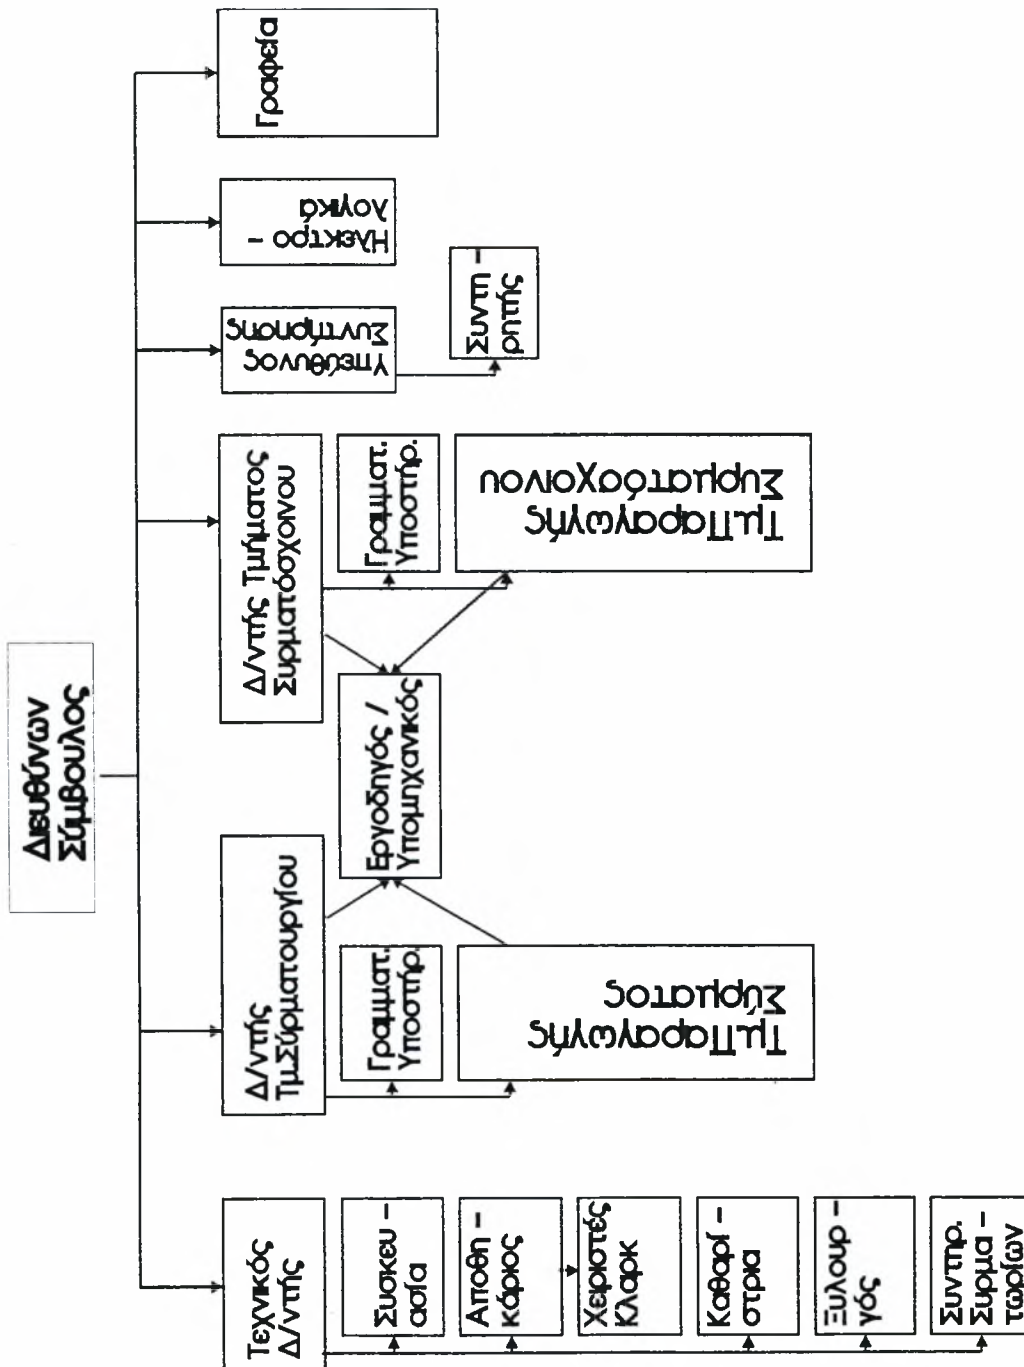 Διευθύνων
Σύμβουλος
Τεχνικός
Δ/ντής
Συσκευ –
ασία
Αποθη –
κάριος
Χειριστές
Κλαρκ
Καθαρί –
στρια
Ξυλουρ –
γός
Συντηρ.
Συρμα –
τωρίων
Δ/ντής
Τμ.Σύρματουργίου
Γραμματ.
Υποστήρ.
Τμ.Παραγωγής
Σύρματος
Εργοδηγός /
Υπομηχανικός
Δ/ντής Τμήματος
Συρματόσχοινου
Γραμματ.
Υποστήρ.
Τμ.Παραγωγής
Συρματόσχοινου
Υπεύθυνος
Συντήρησης
Συντη –
ρητής
Ηλεκτρο –
λογικά
Γραφεία